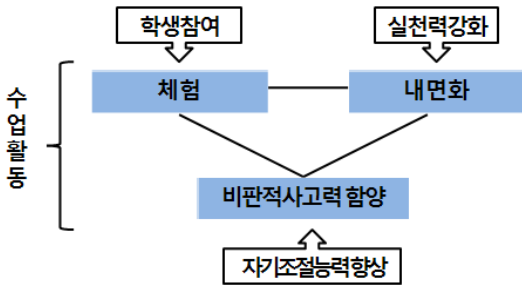 학생참여
실천력강화
체험
내면화
수업활동
비판적사고력 함양
자기조절능력향상